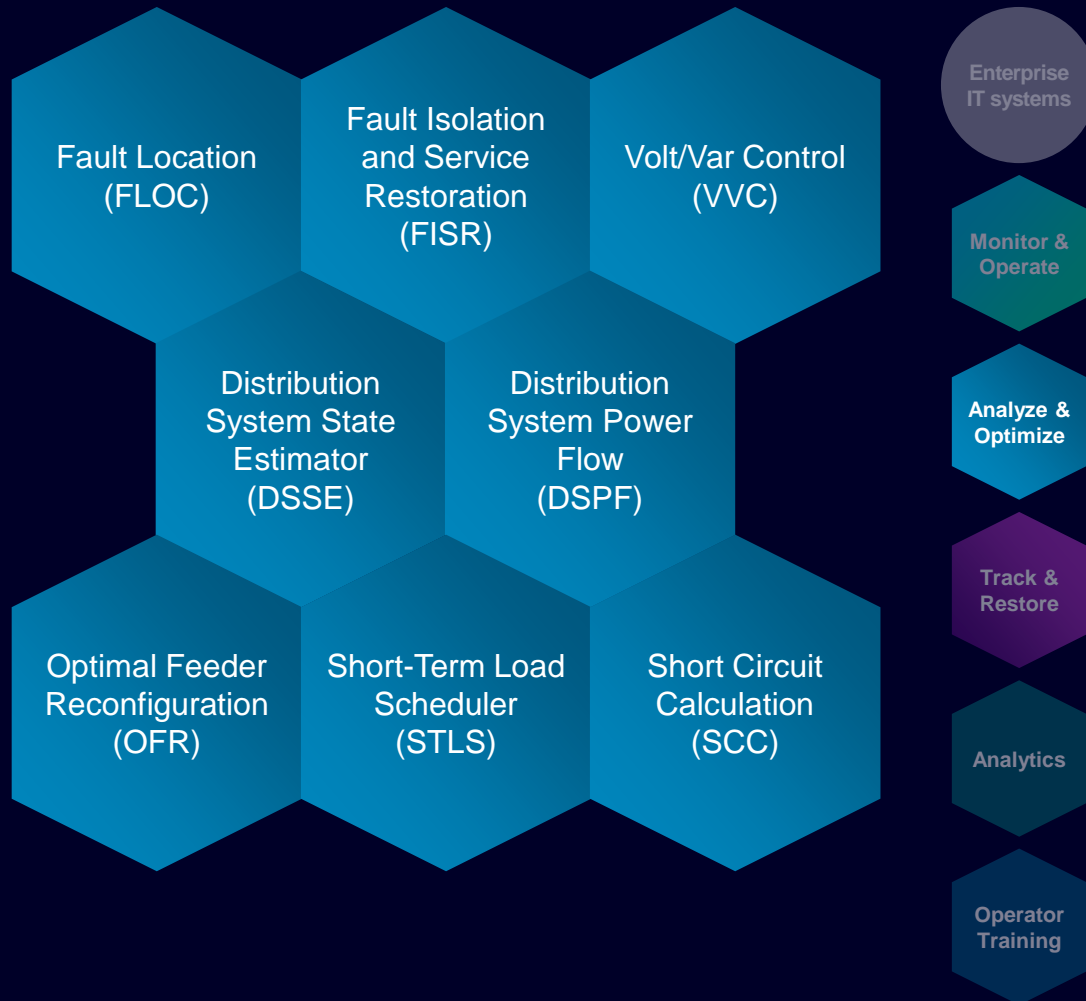 Fault Location
(FLOC)
Fault Isolation
and Service
Restoration
(FISR)
Volt/Var Control
(VVC)
Distribution
System State
Estimator
(DSSE)
Distribution
System Power
Flow
(DSPF)
Optimal Feeder
Reconfiguration
(OFR)
Short-Term Load
Scheduler
(STLS)
Short Circuit
Calculation
(SCC)
Enterprise
IT systems
Monitor &
Operate
Analyze &
Optimize
Track &
Restore
Analytics
Operator
Training